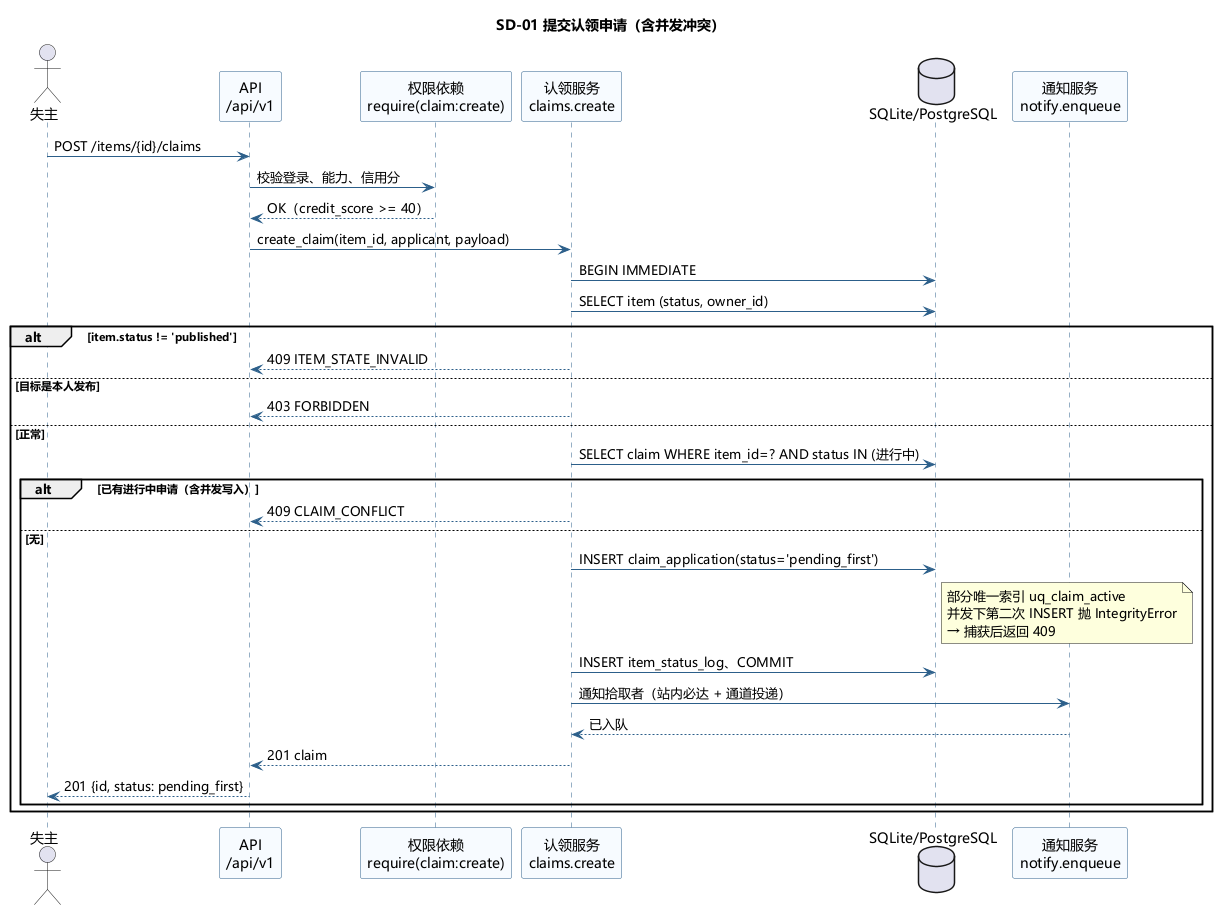 SD-01 提交认领申请（含并发冲突）
失主
API
/api/v1
权限依赖
require(claim:create)
认领服务
claims.create
SQLite/PostgreSQL
通知服务
notify.enqueue
POST /items/{id}/claims
校验登录、能力、信用分
OK（credit_score >= 40）
create_claim(item_id, applicant, payload)
BEGIN IMMEDIATE
SELECT item (status, owner_id)
alt [item.status != 'published']
409 ITEM_STATE_INVALID
[目标是本人发布]
403 FORBIDDEN
[正常]
SELECT claim WHERE item_id=? AND status IN (进行中)
alt [已有进行中申请（含并发写入）]
409 CLAIM_CONFLICT
[无]
INSERT claim_application(status='pending_first')
部分唯一索引 uq_claim_active
并发下第二次 INSERT 抛 IntegrityError
→ 捕获后返回 409
INSERT item_status_log、COMMIT
通知拾取者（站内必达 + 通道投递）
已入队
201 claim
201 {id, status: pending_first}
失主
API
/api/v1
权限依赖
require(claim:create)
认领服务
claims.create
SQLite/PostgreSQL
通知服务
notify.enqueue